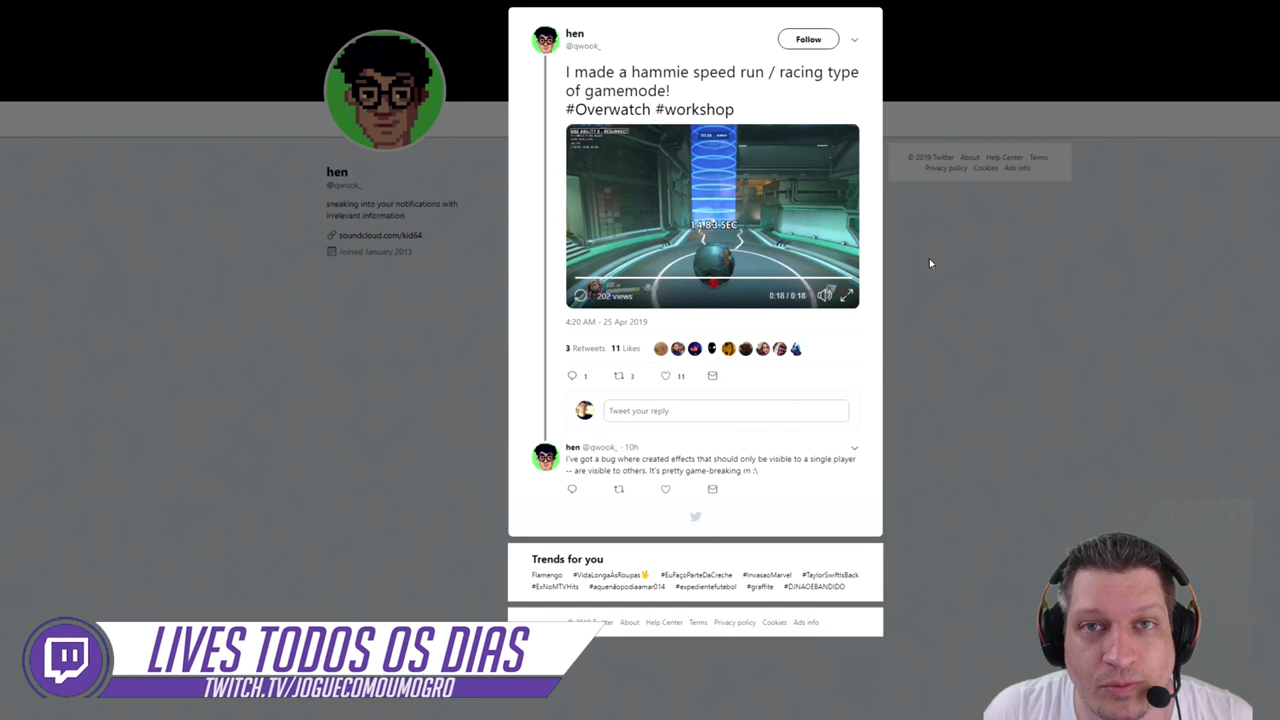 hen
@qwook_
Follow
I made a hammie speed run / racing type
of gamemode!
#Overwatch #workshop
14.83 SEC
202 views
0:18 / 0:18
4:20 AM - 25 Apr 2019
3 Retweets 11 Likes
1 3 11
Tweet your reply
hen @qwook_ · 10h
I've got a bug where created effects that should only be visible to a single player
-- are visible to others. It's pretty game-breaking rn :\
hen
@qwook_
sneaking into your notifications with
irrelevant information
soundcloud.com/kid64
Joined January 2013
© 2019 Twitter About Help Center Terms
Privacy policy Cookies Ads info
Trends for you
Flamengo #VidaLongaÀsRoupas #EuFaçoParteDaCreche #InvasaoMarvel #TaylorSwiftIsBack
#ExNoMTVHits #aquenãopodiaamar014 #expedientefutebol #graffite #DJNAOEBANDIDO
© 2019 Twitter About Help Center Terms Privacy policy Cookies Ads info
LIVES TODOS OS DIAS
TWITCH.TV/JOGUECOMOUMOGRO